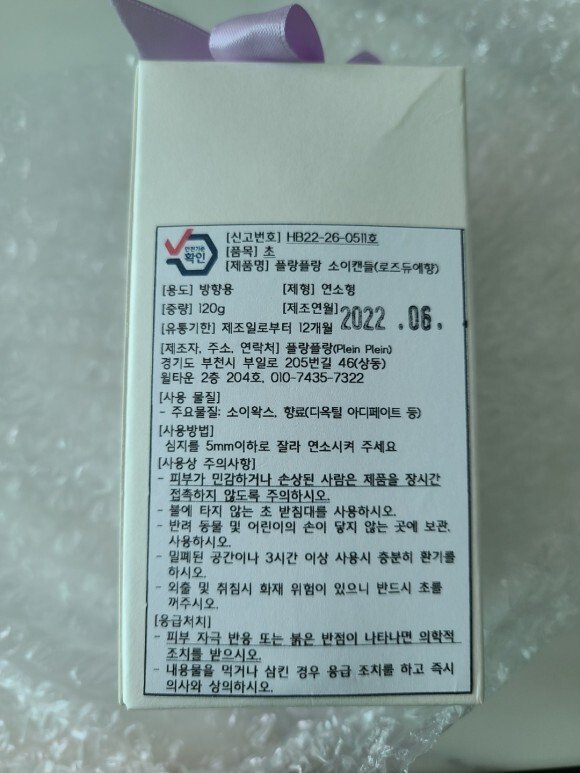 안전기준
확인
[신고번호] HB22-26-0511호
[품목] 초
[제품명] 플랑플랑 소이캔들(로즈듀에향)
[용도] 방향용 [제형] 연소형
[중량] 120g [제조연월] 2022 .06.
[유통기한] 제조일로부터 12개월
[제조자, 주소, 연락처] 플랑플랑(Plein Plein)
경기도 부천시 부일로 205번길 46(상동)
월타운 2층 204호, 010-7435-7322
[사용 물질]
- 주요물질: 소이왁스, 향료(디옥틸 아디페이트 등)
[사용방법]
심지를 5mm이하로 잘라 연소시켜 주세요
[사용상 주의사항]
- 피부가 민감하거나 손상된 사람은 제품을 장시간
접촉하지 않도록 주의하시오.
- 불에 타지 않는 초 받침대를 사용하시오.
- 반려 동물 및 어린이의 손이 닿지 않는 곳에 보관.
사용하시오.
- 밀폐된 공간이나 3시간 이상 사용시 충분히 환기를
하시오.
- 외출 및 취침시 화재 위험이 있으니 반드시 초를
꺼주시오.
[응급처치]
- 피부 자극 반응 또는 붉은 반점이 나타나면 의학적
조치를 받으시오.
- 내용물을 먹거나 삼킨 경우 응급 조치를 하고 즉시
의사와 상의하시오.